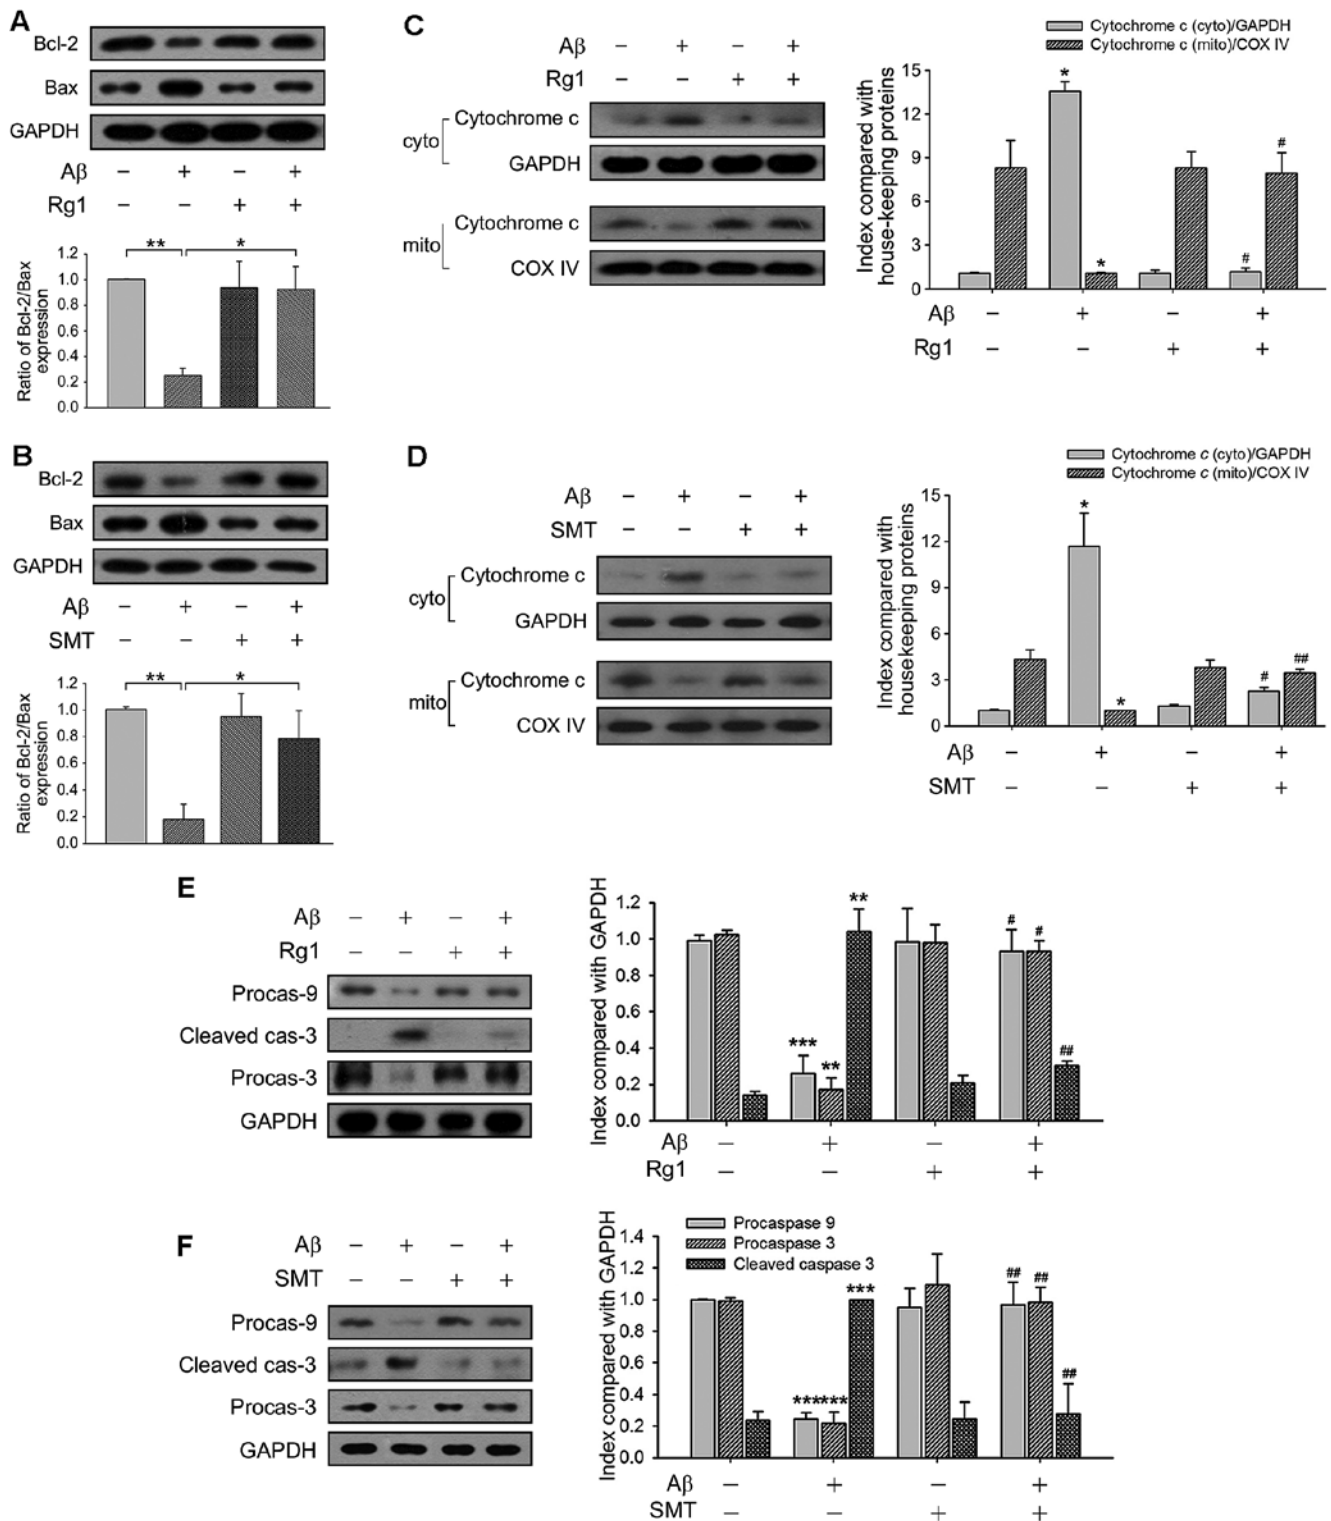 A
Bcl-2
Bax
GAPDH
Aβ − + − +
Rg1 − − + +
** *
1.2
1.0
0.8
0.6
0.4
0.2
0.0
Ratio of Bcl-2/Bax
expression
B
Bcl-2
Bax
GAPDH
Aβ − + − +
SMT − − + +
** *
1.2
1.0
0.8
0.6
0.4
0.2
0.0
Ratio of Bcl-2/Bax
expression
C
Aβ − + − +
Rg1 − − + +
cyto
Cytochrome c
GAPDH
mito
Cytochrome c
COX IV
Cytochrome c (cyto)/GAPDH
Cytochrome c (mito)/COX IV
15
12
9
6
3
0
Index compared with
house-keeping proteins
* * # #
Aβ − + − +
Rg1 − − + +
D
Aβ − + − +
SMT − − + +
cyto
Cytochrome c
GAPDH
mito
Cytochrome c
COX IV
Cytochrome c (cyto)/GAPDH
Cytochrome c (mito)/COX IV
15
12
9
6
3
0
Index compared with
housekeeping proteins
* * # ##
Aβ − + − +
SMT − − + +
E
Aβ − + − +
Rg1 − − + +
Procas-9
Cleaved cas-3
Procas-3
GAPDH
1.2
1.0
0.8
0.6
0.4
0.2
0.0
Index compared with GAPDH
*** ** ** # # ##
Aβ − + − +
Rg1 − − + +
F
Aβ − + − +
SMT − − + +
Procas-9
Cleaved cas-3
Procas-3
GAPDH
Procaspase 9
Procaspase 3
Cleaved caspase 3
1.4
1.2
1.0
0.8
0.6
0.4
0.2
0.0
Index compared with GAPDH
*** *** *** ## ## ##
Aβ − + − +
SMT − − + +